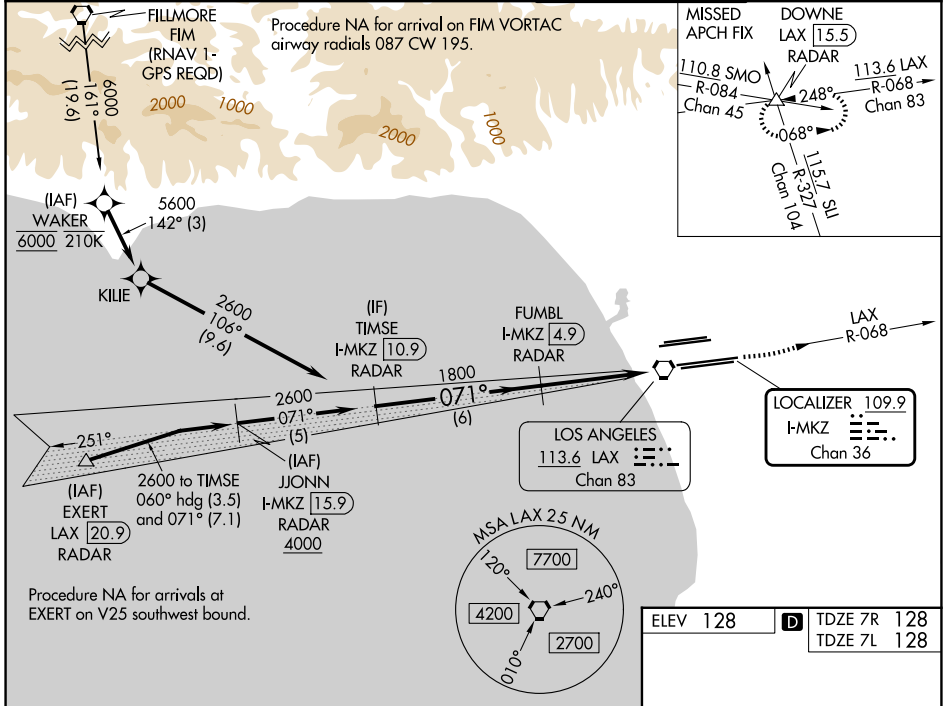 FILLMORE
FIM
(RNAV 1-
GPS REQD)
Procedure NA for arrival on FIM VORTAC
airway radials 087 CW 195.
6000
161°
(19.6)
2000
1000
2000
1000
MISSED
APCH FIX
DOWNE
LAX 15.5
RADAR
110.8 SMO
R-084
Chan 45
113.6 LAX
R-068
Chan 83
248°
068°
115.7 SLI
R-327
Chan 104
(IAF)
WAKER
6000 210K
5600
142° (3)
KILIE
2600
106°
(9.6)
(IF)
TIMSE
I-MKZ 10.9
RADAR
FUMBL
I-MKZ 4.9
RADAR
LAX
R-068
2600
071°
(5)
1800
071°
(6)
251°
(IAF)
EXERT
LAX 20.9
RADAR
2600 to TIMSE
060° hdg (3.5)
and 071° (7.1)
(IAF)
JJONN
I-MKZ 15.9
RADAR
4000
LOS ANGELES
113.6 LAX
Chan 83
LOCALIZER 109.9
I-MKZ
Chan 36
Procedure NA for arrivals at
EXERT on V25 southwest bound.
MSA LAX 25 NM
120°
7700
240°
4200
2700
010°
ELEV 128
D
TDZE 7R 128
TDZE 7L 128